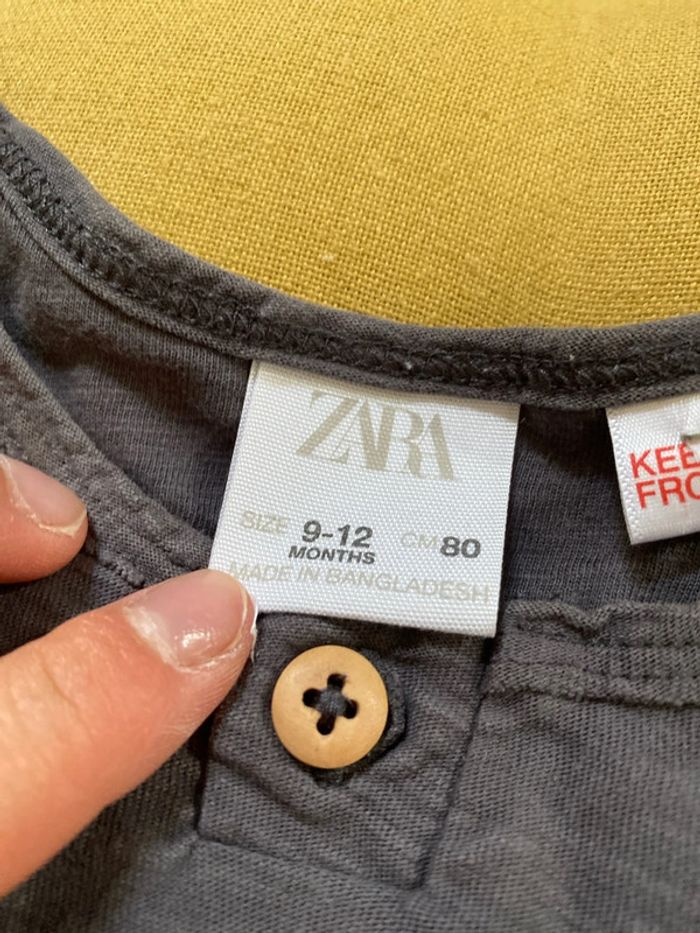 ZARA
SIZE 9-12 CM 80
MONTHS
MADE IN BANGLADESH